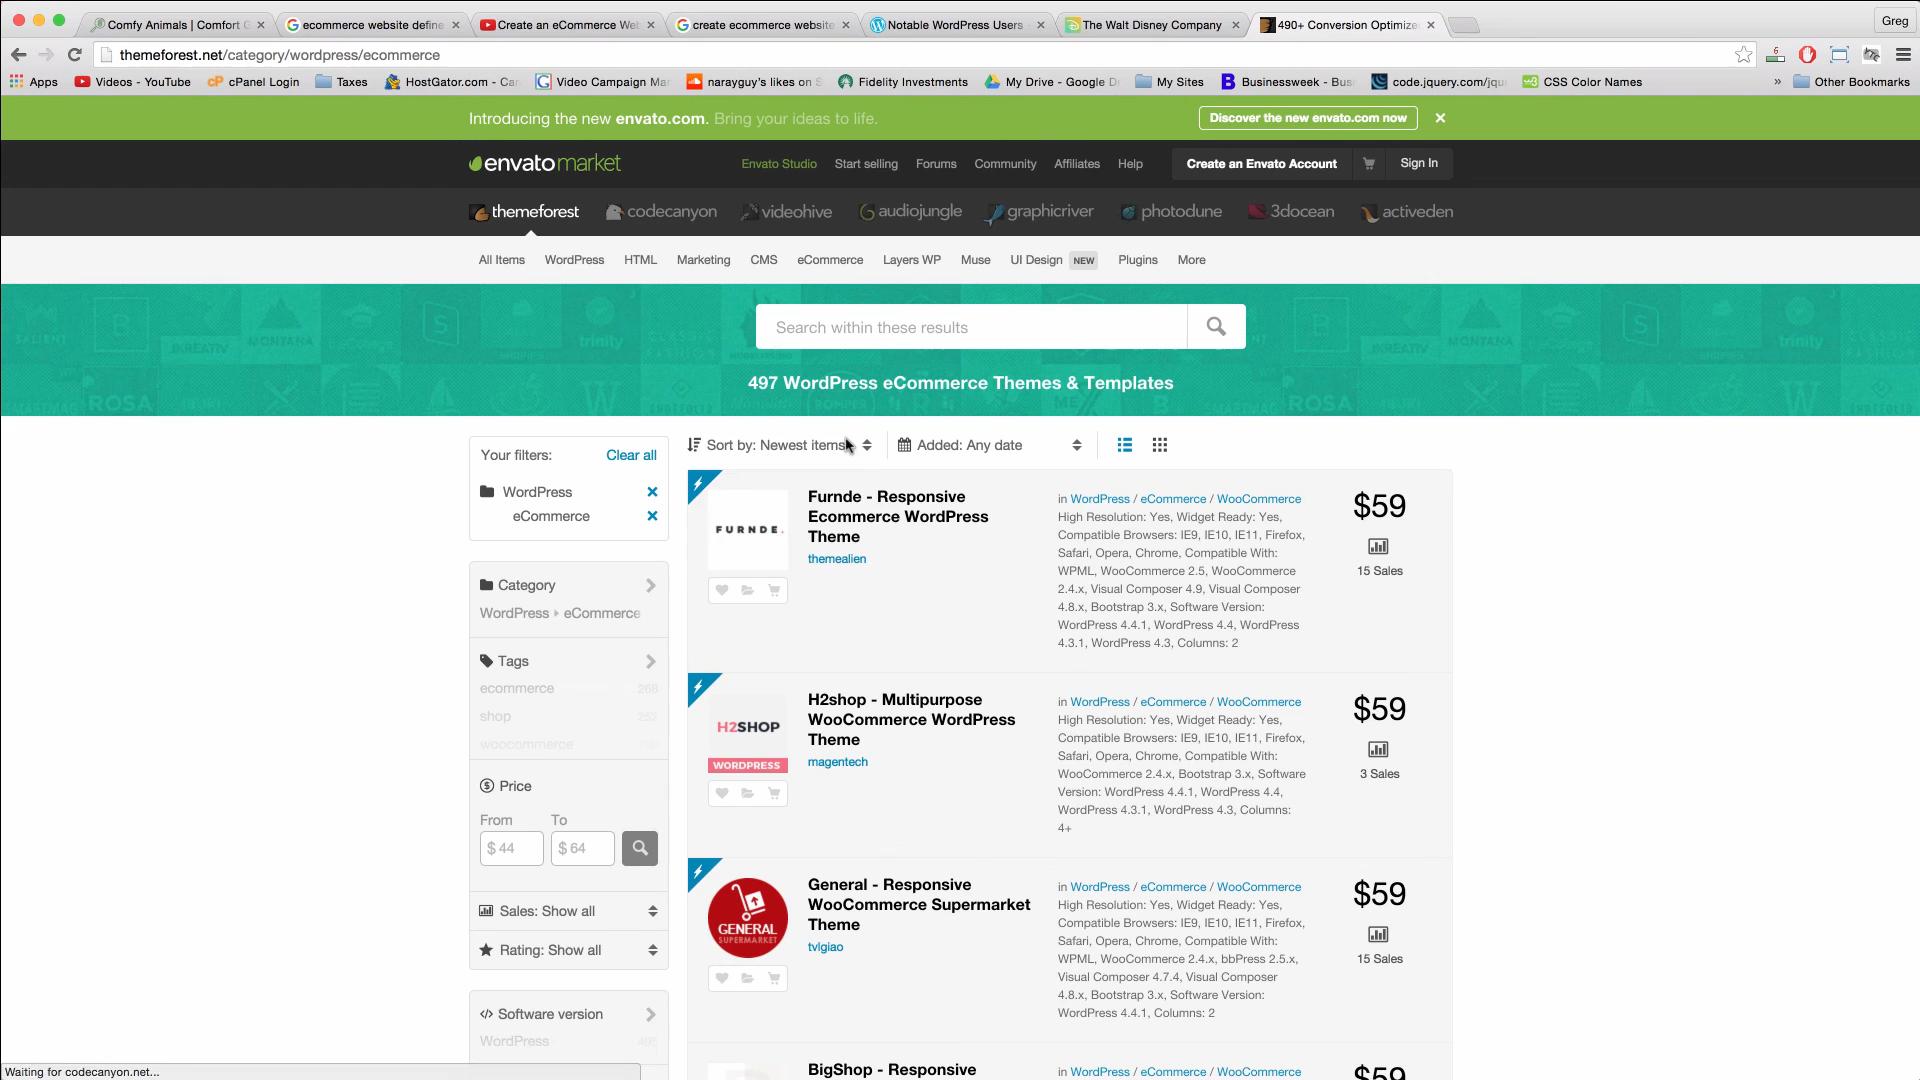 Comfy Animals | Comfort G
ecommerce website define
Create an eCommerce Web
create ecommerce website
Notable WordPress Users
The Walt Disney Company
490+ Conversion Optimize
Greg
themeforest.net/category/wordpress/ecommerce
Apps
Videos - YouTube
cPanel Login
Taxes
HostGator.com - Ca
Video Campaign Ma
narayguy's likes on S
Fidelity Investments
My Drive - Google D
My Sites
Businessweek - Bus
code.jquery.com/jqu
CSS Color Names
»
Other Bookmarks
Introducing the new envato.com. Bring your ideas to life.
Discover the new envato.com now
envatomarket
Envato Studio
Start selling
Forums
Community
Affiliates
Help
Create an Envato Account
Sign In
themeforest
codecanyon
videohive
audiojungle
graphicriver
photodune
3docean
activeden
All Items
WordPress
HTML
Marketing
CMS
eCommerce
Layers WP
Muse
UI Design NEW
Plugins
More
Search within these results
497 WordPress eCommerce Themes & Templates
Your filters:
Clear all
WordPress
eCommerce
Sort by: Newest items
Added: Any date
Category
WordPress
eCommerce
Tags
ecommerce 268
shop 252
woocommerce
Price
From
To
$ 44
$ 64
Sales: Show all
Rating: Show all
Software version
WordPress 495
FURNDE.
Furnde - Responsive
Ecommerce WordPress
Theme
themealien
in WordPress / eCommerce / WooCommerce
High Resolution: Yes, Widget Ready: Yes,
Compatible Browsers: IE9, IE10, IE11, Firefox,
Safari, Opera, Chrome, Compatible With:
WPML, WooCommerce 2.5, WooCommerce
2.4.x, Visual Composer 4.9, Visual Composer
4.8.x, Bootstrap 3.x, Software Version:
WordPress 4.4.1, WordPress 4.4, WordPress
4.3.1, WordPress 4.3, Columns: 2
$59
15 Sales
H2SHOP
WORDPRESS
H2shop - Multipurpose
WooCommerce WordPress
Theme
magentech
in WordPress / eCommerce / WooCommerce
High Resolution: Yes, Widget Ready: Yes,
Compatible Browsers: IE9, IE10, IE11, Firefox,
Safari, Opera, Chrome, Compatible With:
WooCommerce 2.4.x, Bootstrap 3.x, Software
Version: WordPress 4.4.1, WordPress 4.4,
WordPress 4.3.1, WordPress 4.3, Columns:
4+
$59
3 Sales
GENERAL
SUPERMARKET
General - Responsive
WooCommerce Supermarket
Theme
tvlgiao
in WordPress / eCommerce / WooCommerce
High Resolution: Yes, Widget Ready: Yes,
Compatible Browsers: IE9, IE10, IE11, Firefox,
Safari, Opera, Chrome, Compatible With:
WPML, WooCommerce 2.4.x, bbPress 2.5.x,
Visual Composer 4.7.4, Visual Composer
4.8.x, Bootstrap 3.x, Software Version:
WordPress 4.4.1, Columns: 2
$59
15 Sales
BigShop - Responsive
in WordPress / eCommerce / WooCommerce
$59
Waiting for codecanyon.net...